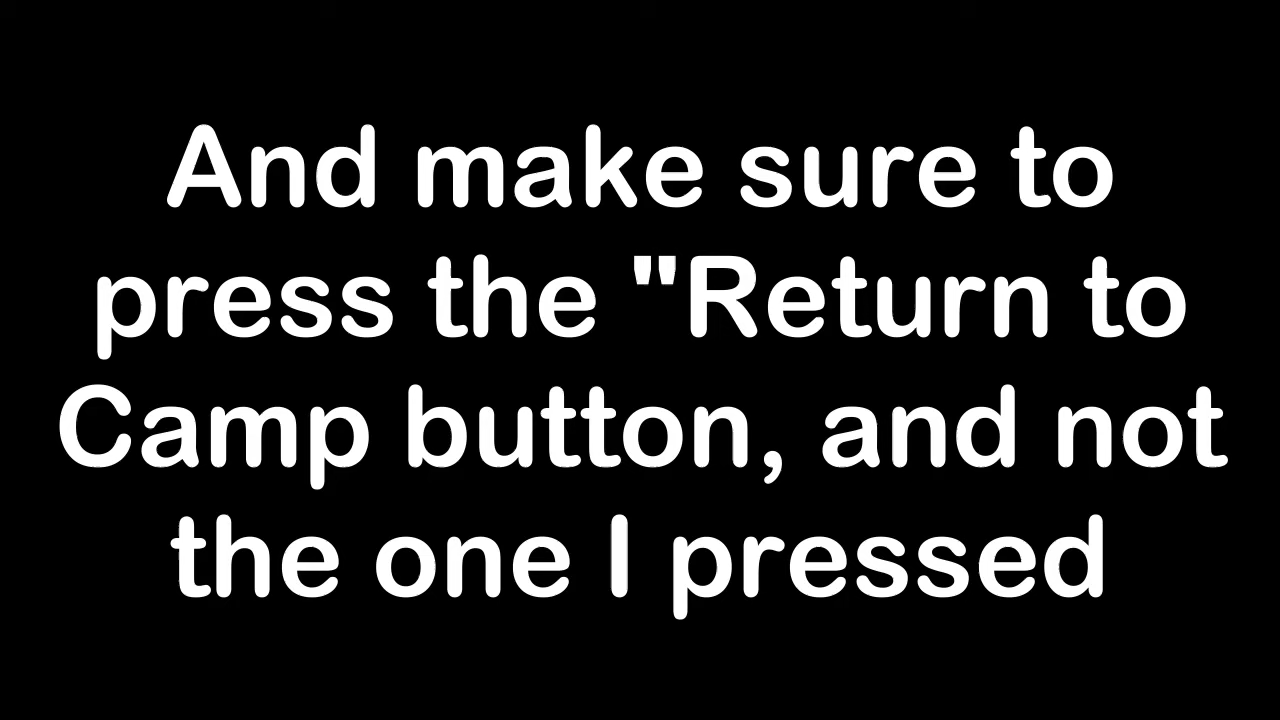 And make sure to
press the "Return to
Camp button, and not
the one I pressed